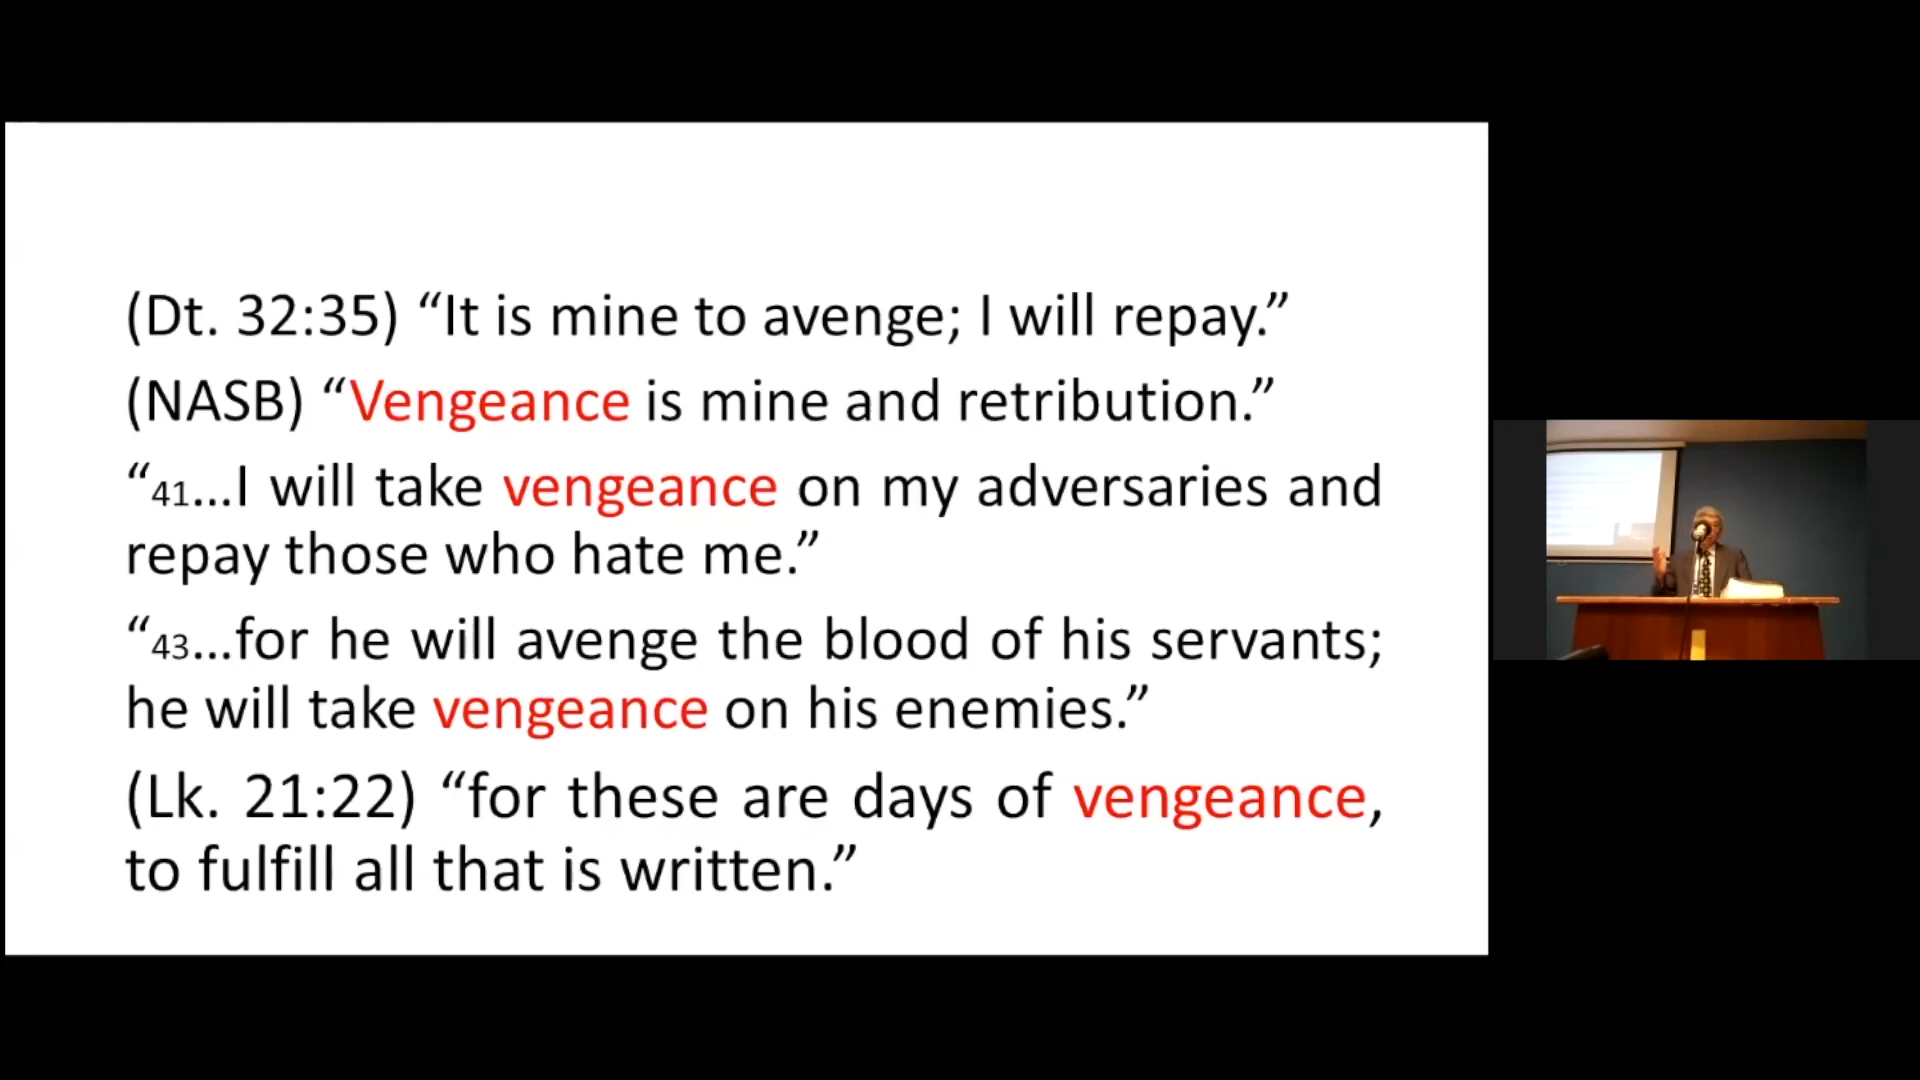 (Dt. 32:35) “It is mine to avenge; I will repay.”
(NASB) “Vengeance is mine and retribution.”
“41...I will take vengeance on my adversaries and
repay those who hate me.”
“43...for he will avenge the blood of his servants;
he will take vengeance on his enemies.”
(Lk. 21:22) “for these are days of vengeance,
to fulfill all that is written.”